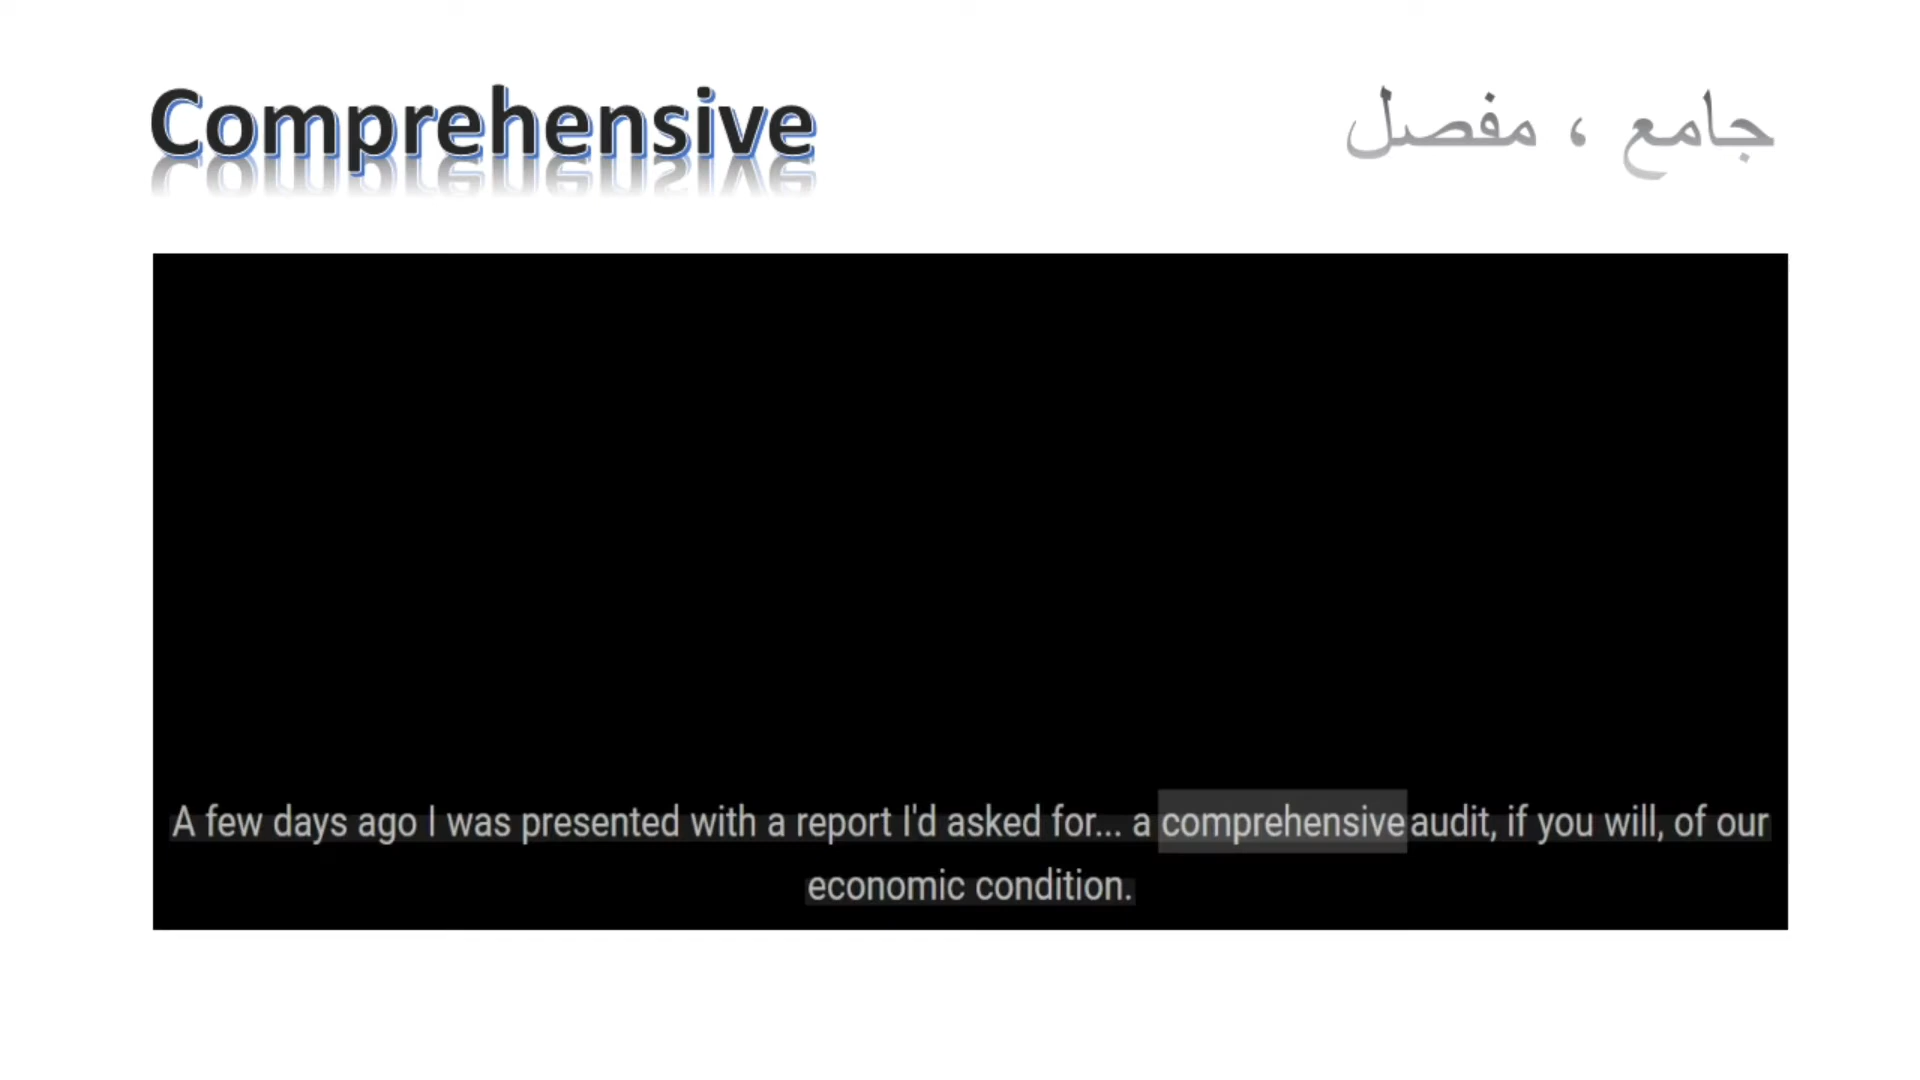 Comprehensive
جامع ، مفصل
A few days ago I was presented with a report I'd asked for... a comprehensive audit, if you will, of our
economic condition.